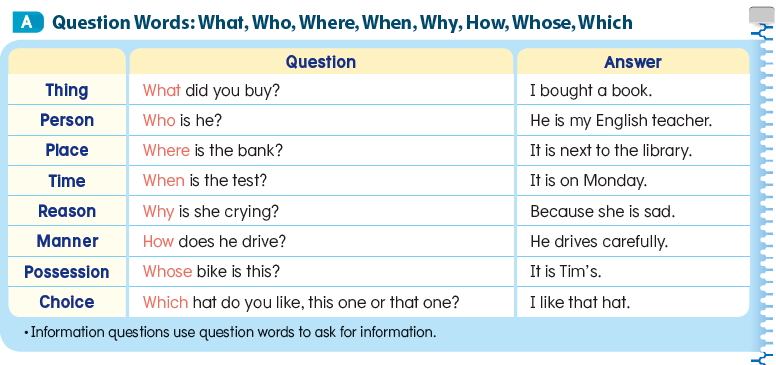 A Question Words: What, Who, Where, When, Why, How, Whose, Which
Question Answer
Thing What did you buy? I bought a book.
Person Who is he? He is my English teacher.
Place Where is the bank? It is next to the library.
Time When is the test? It is on Monday.
Reason Why is she crying? Because she is sad.
Manner How does he drive? He drives carefully.
Possession Whose bike is this? It is Tim's.
Choice Which hat do you like, this one or that one? I like that hat.
• Information questions use question words to ask for information.